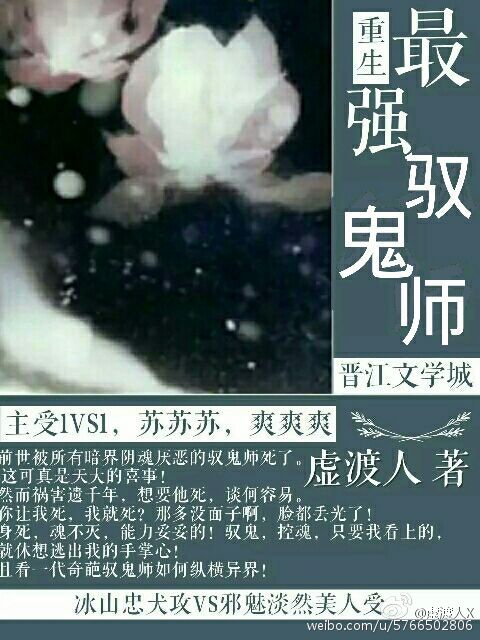 重生
最强驭鬼师
晋江文学城
主受1VS1，苏苏苏，爽爽爽
虚渡人 著
前世被所有暗界阴魂厌恶的驭鬼师死了。
这可真是天大的喜事！
然而祸害遗千年，想要他死，谈何容易。
你让我死，我就死？那多没面子啊，脸都丢光了！
身死，魂不灭，能力妥妥的！驭鬼，控魂，只要我看上的，
就休想逃出我的手掌心！
且看一代奇葩驭鬼师如何纵横异界！
冰山忠犬攻VS邪魅淡然美人受
@虚渡人X
weibo.com/u/5766502806